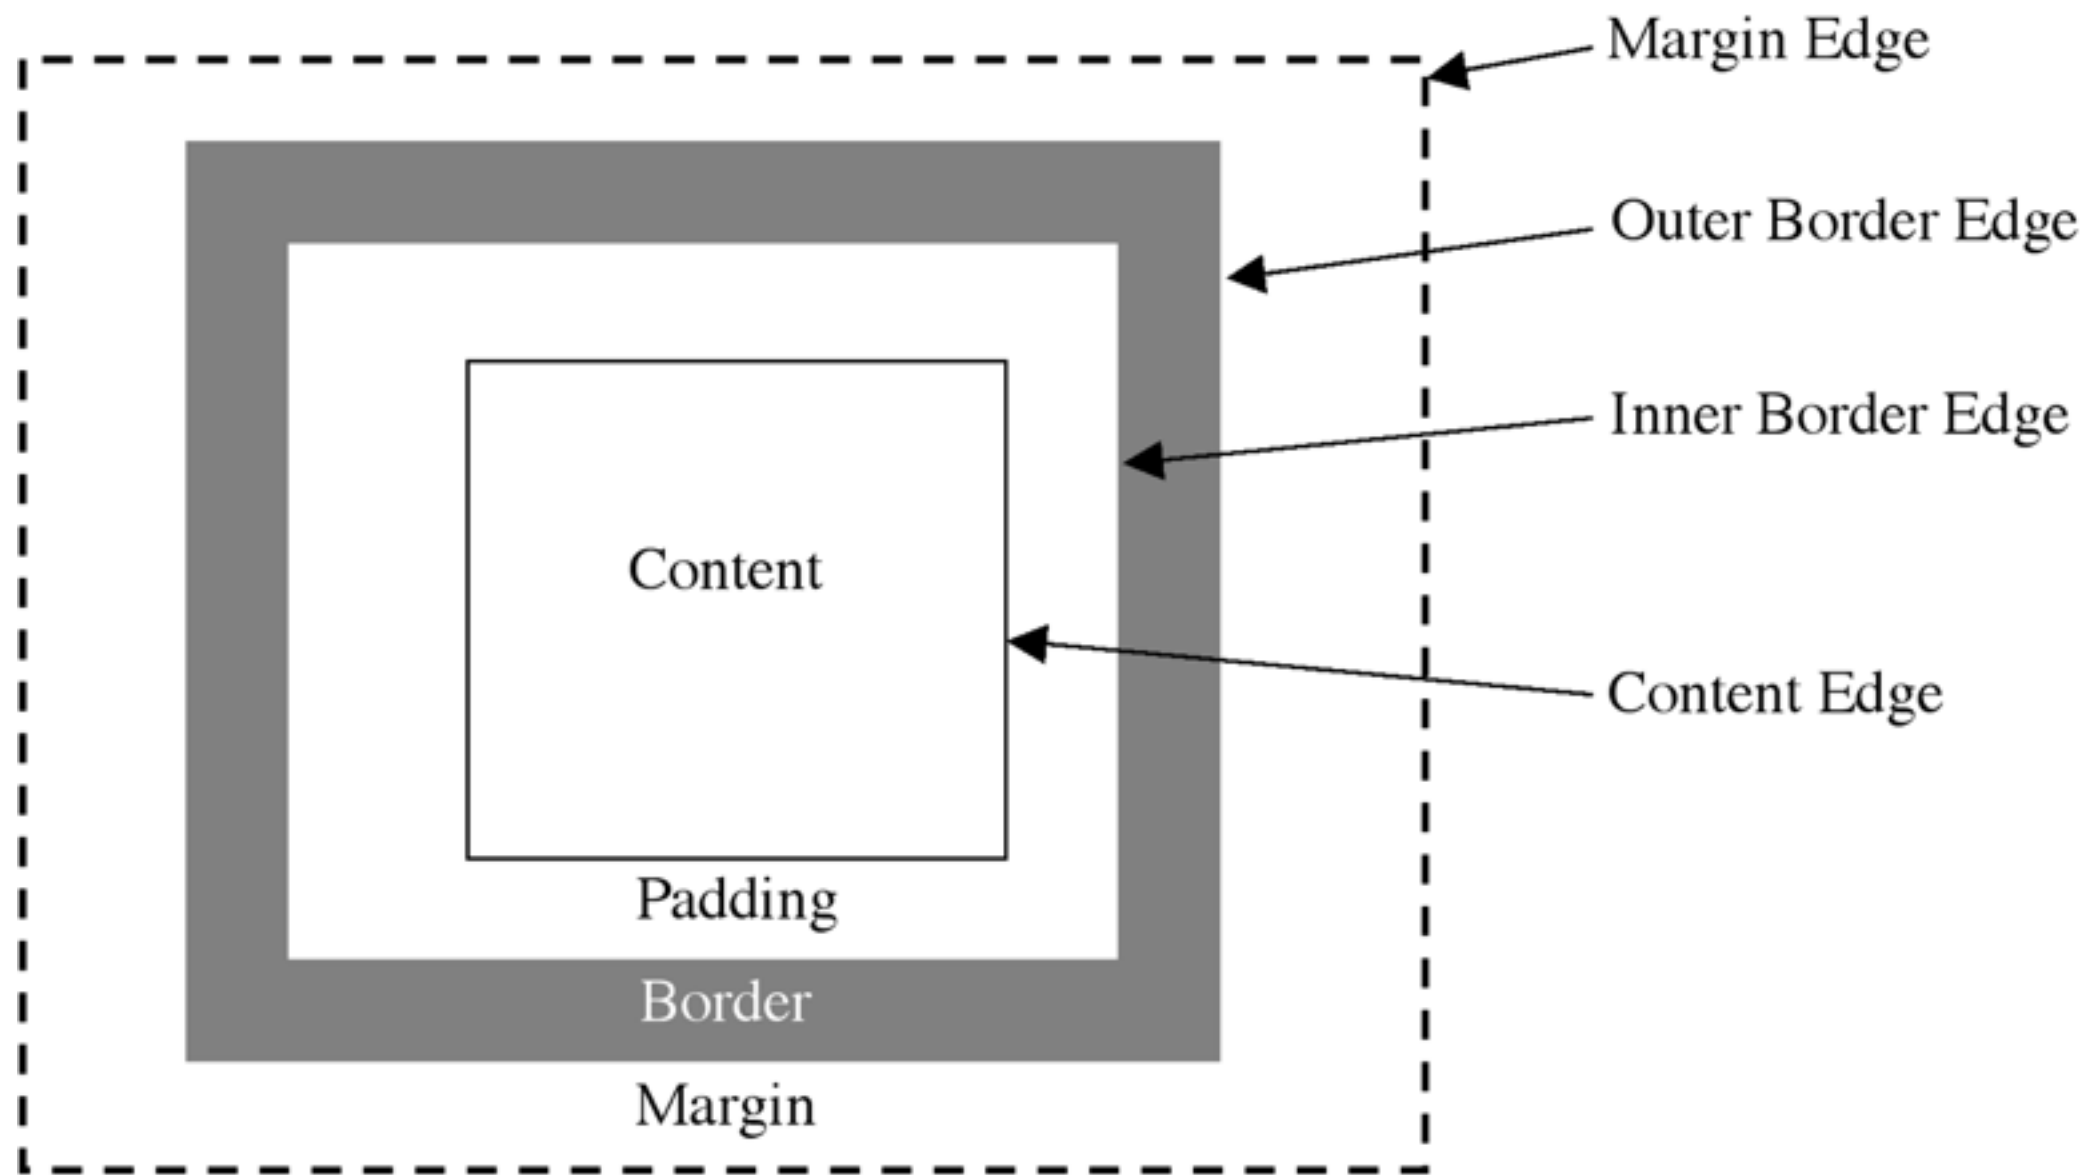 Margin Edge
Outer Border Edge
Inner Border Edge
Content
Content Edge
Padding
Border
Margin